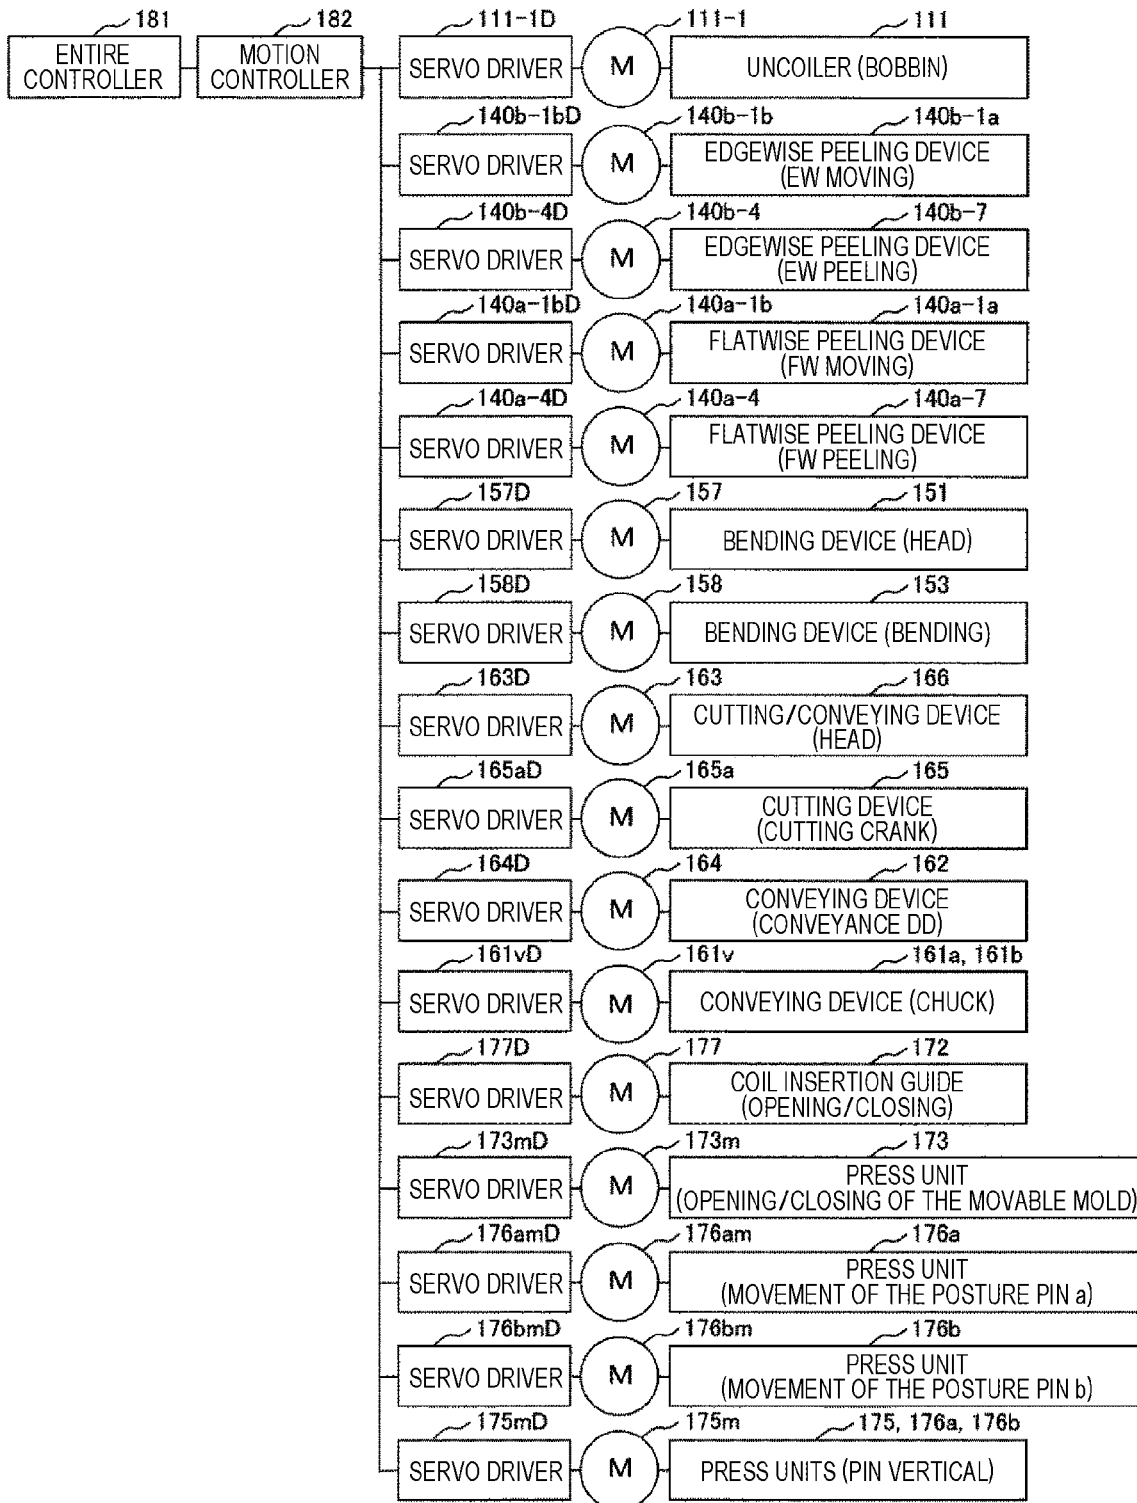 181 182 111-1D 111-1 111
ENTIRE CONTROLLER
MOTION CONTROLLER
SERVO DRIVER M UNCOILER (BOBBIN)
140b-1bD 140b-1b 140b-1a
SERVO DRIVER M EDGEWISE PEELING DEVICE
(EW MOVING)
140b-4D 140b-4 140b-7
SERVO DRIVER M EDGEWISE PEELING DEVICE
(EW PEELING)
140a-1bD 140a-1b 140a-1a
SERVO DRIVER M FLATWISE PEELING DEVICE
(FW MOVING)
140a-4D 140a-4 140a-7
SERVO DRIVER M FLATWISE PEELING DEVICE
(FW PEELING)
157D 157 151
SERVO DRIVER M BENDING DEVICE (HEAD)
158D 158 153
SERVO DRIVER M BENDING DEVICE (BENDING)
163D 163 166
SERVO DRIVER M CUTTING/CONVEYING DEVICE
(HEAD)
165aD 165a 165
SERVO DRIVER M CUTTING DEVICE
(CUTTING CRANK)
164D 164 162
SERVO DRIVER M CONVEYING DEVICE
(CONVEYANCE DD)
161vD 161v 161a, 161b
SERVO DRIVER M CONVEYING DEVICE (CHUCK)
177D 177 172
SERVO DRIVER M COIL INSERTION GUIDE
(OPENING/CLOSING)
173mD 173m 173
SERVO DRIVER M PRESS UNIT
(OPENING/CLOSING OF THE MOVABLE MOLD)
176amD 176am 176a
SERVO DRIVER M PRESS UNIT
(MOVEMENT OF THE POSTURE PIN a)
176bmD 176bm 176b
SERVO DRIVER M PRESS UNIT
(MOVEMENT OF THE POSTURE PIN b)
175mD 175m 175, 176a, 176b
SERVO DRIVER M PRESS UNITS (PIN VERTICAL)